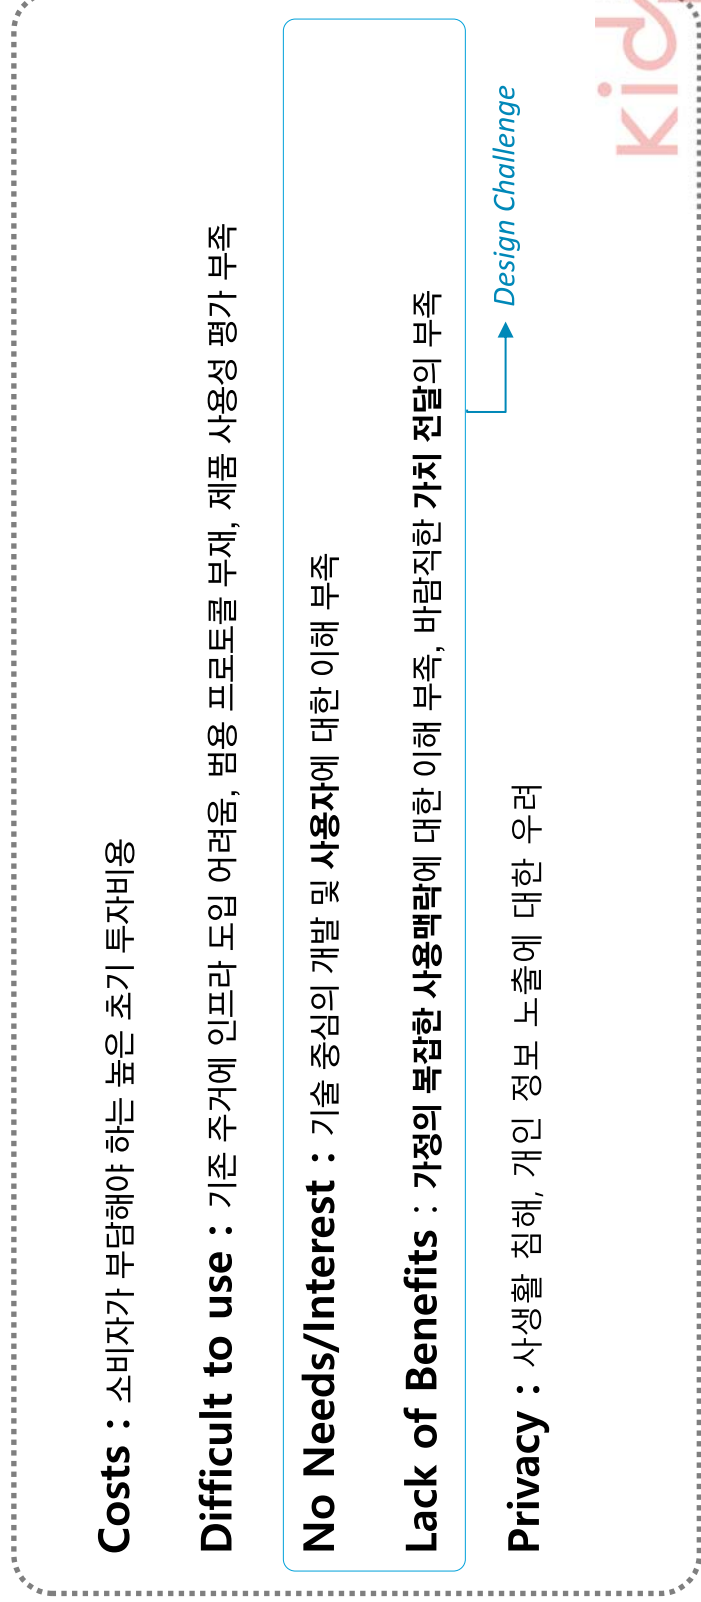 Costs : 소비자가 부담해야 하는 높은 초기 투자비용
Difficult to use : 기존 주거에 인프라 도입 어려움, 범용 프로토콜 부재, 제품 사용성 평가 부족
No Needs/Interest : 기술 중심의 개발 및 사용자에 대한 이해 부족
Lack of Benefits : 가정의 복잡한 사용맥락에 대한 이해 부족, 바람직한 가치 전달의 부족
Design Challenge
Privacy : 사생활 침해, 개인 정보 노출에 대한 우려